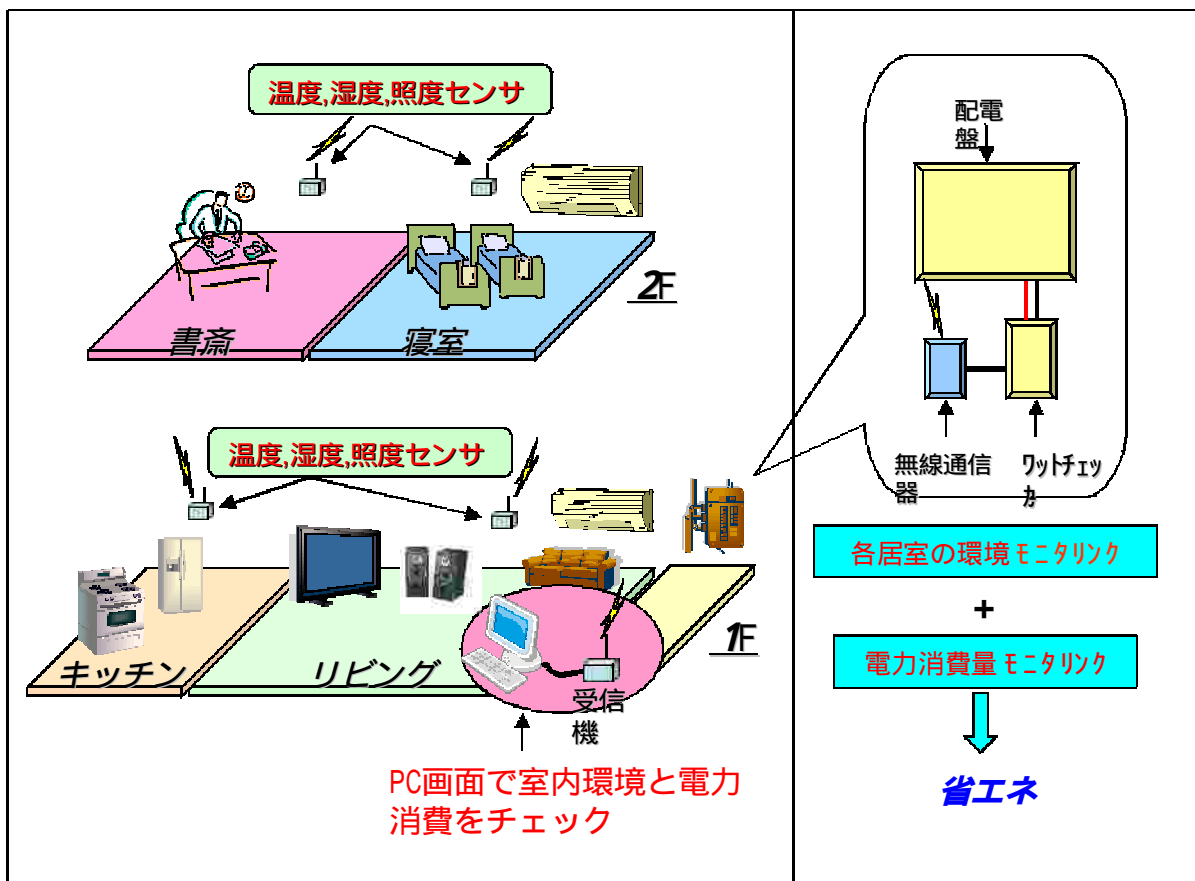 温度,湿度,照度センサ
2F
書斎
寝室
温度,湿度,照度センサ
1F
キッチン
リビング
受信
機
PC画面で室内環境と電力
消費をチェック
配電
盤
無線通信
器
ﾜｯﾄﾁｪｯ
ｶ
各居室の環境ﾓﾆﾀﾘﾝｸ
+
電力消費量ﾓﾆﾀﾘﾝｸ
省エネ